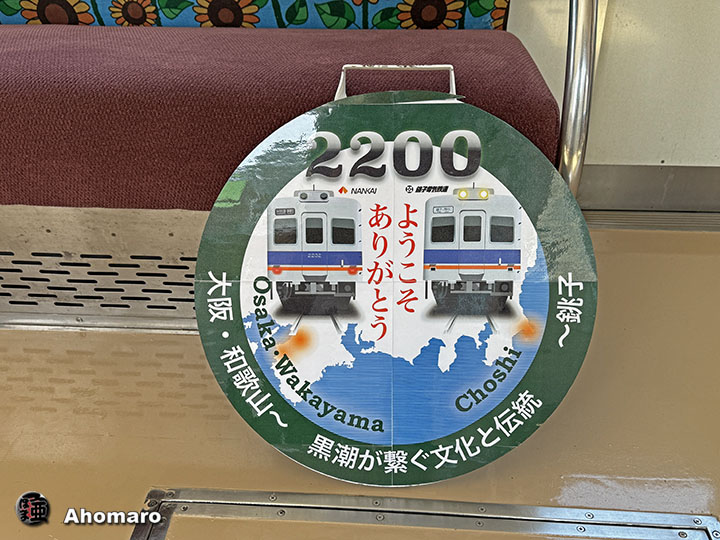 2200
NANKAI
銚子電気鉄道
ようこそ
ありがとう
2202
Osaka・Wakayama
Choshi
大阪・和歌山〜
黒潮が繋ぐ文化と伝統
〜銚子
Ahomaro